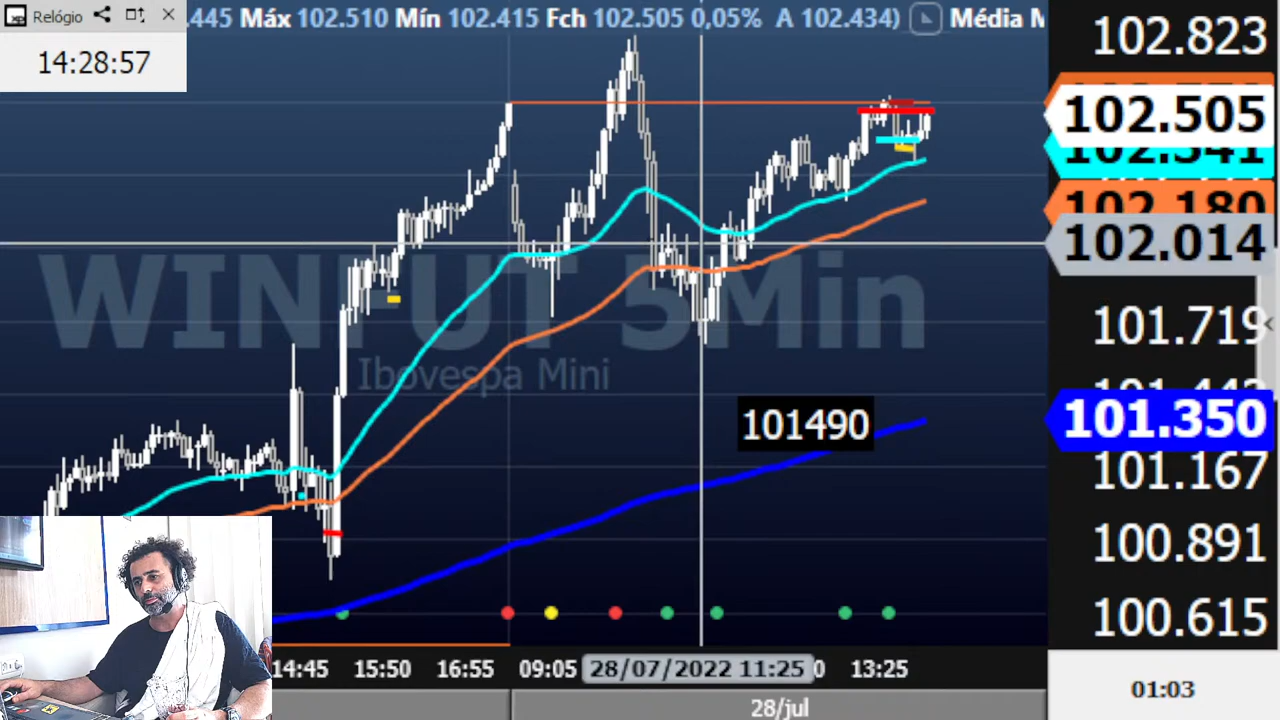 Relógio
14:28:57
.445 Máx 102.510 Mín 102.415 Fch 102.505 0,05% A 102.434)
Média M
102.823
102.505
102.341
102.180
102.014
101.719
101.350
101.167
100.891
100.615
WINFUT 5Min
Ibovespa Mini
101490
14:45 15:50 16:55 09:05 28/07/2022 11:25 0 13:25
28/jul
01:03